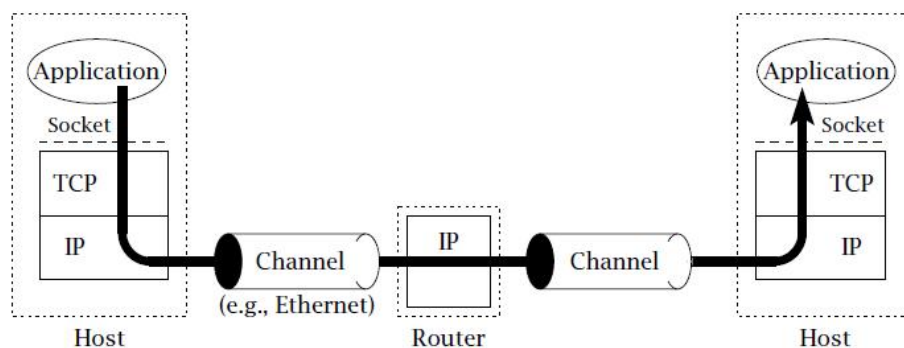 Application
Socket
TCP
IP
Host
Channel
(e.g., Ethernet)
IP
Router
Channel
Application
Socket
TCP
IP
Host